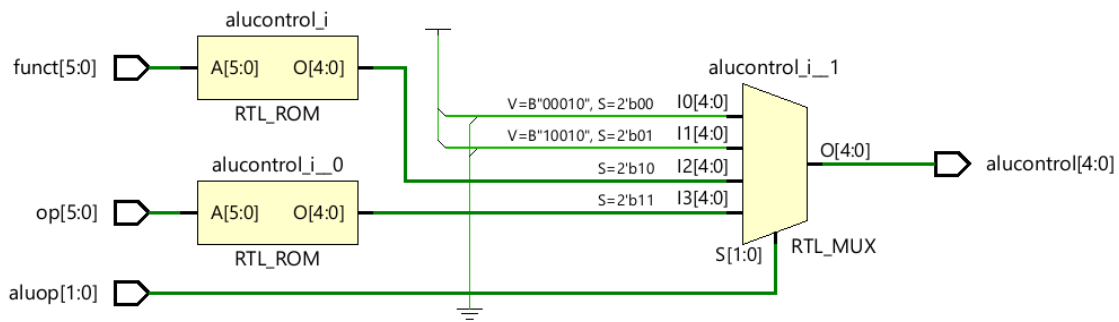 alucontrol_i
funct[5:0]
A[5:0] O[4:0]
RTL_ROM
alucontrol_i__0
op[5:0]
A[5:0] O[4:0]
RTL_ROM
aluop[1:0]
V=B"00010", S=2'b00
V=B"10010", S=2'b01
S=2'b10
S=2'b11
alucontrol_i__1
I0[4:0]
I1[4:0]
I2[4:0]
I3[4:0]
S[1:0]
O[4:0]
RTL_MUX
alucontrol[4:0]